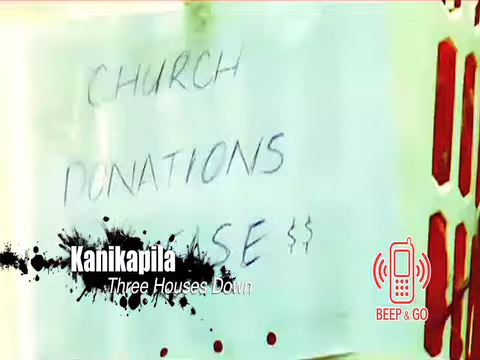 CHURCH
DONATIONS
ASE $$
Kanikapila
Three Houses Down
BEEP & GO